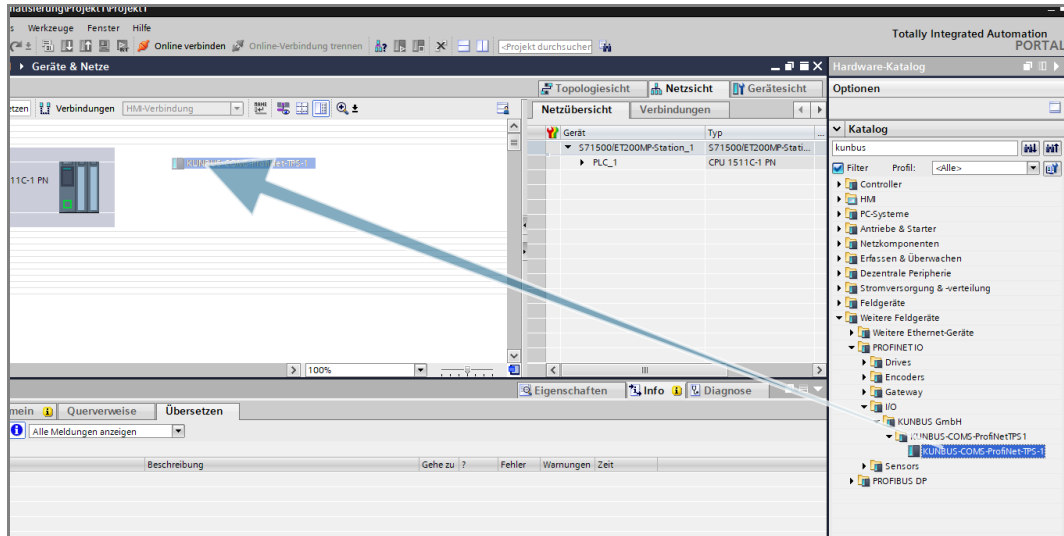 natisierung\Projekt1\Projekt1
s Werkzeuge Fenster Hilfe
Online verbinden Online-Verbindung trennen <Projekt durchsuchen
Totally Integrated Automation
PORTAL
Geräte & Netze
Hardware-Katalog
Topologiesicht Netzsicht Gerätesicht
Optionen
etzen Verbindungen HMI-Verbindung
Netzübersicht Verbindungen
Katalog
Gerät Typ ...
kunbus
S71500/ET200MP-Station_1 S71500/ET200MP-Stati...
PLC_1 CPU 1511C-1 PN
Filter Profil: <Alle>
11C-1 PN
Controller
HMI
PC-Systeme
Antriebe & Starter
Netzkomponenten
Erfassen & Überwachen
Dezentrale Peripherie
Stromversorgung & -verteilung
Feldgeräte
Weitere Feldgeräte
Weitere Ethernet-Geräte
PROFINET IO
Drives
Encoders
Gateway
I/O
KUNBUS GmbH
KUNBUS-COMS-ProfiNetTPS1
KUNBUS-COMS-ProfiNet-TPS-1
Sensors
PROFIBUS DP
100%
Eigenschaften Info Diagnose
mein Querverweise Übersetzen
Alle Meldungen anzeigen
Beschreibung Gehe zu ? Fehler Warnungen Zeit